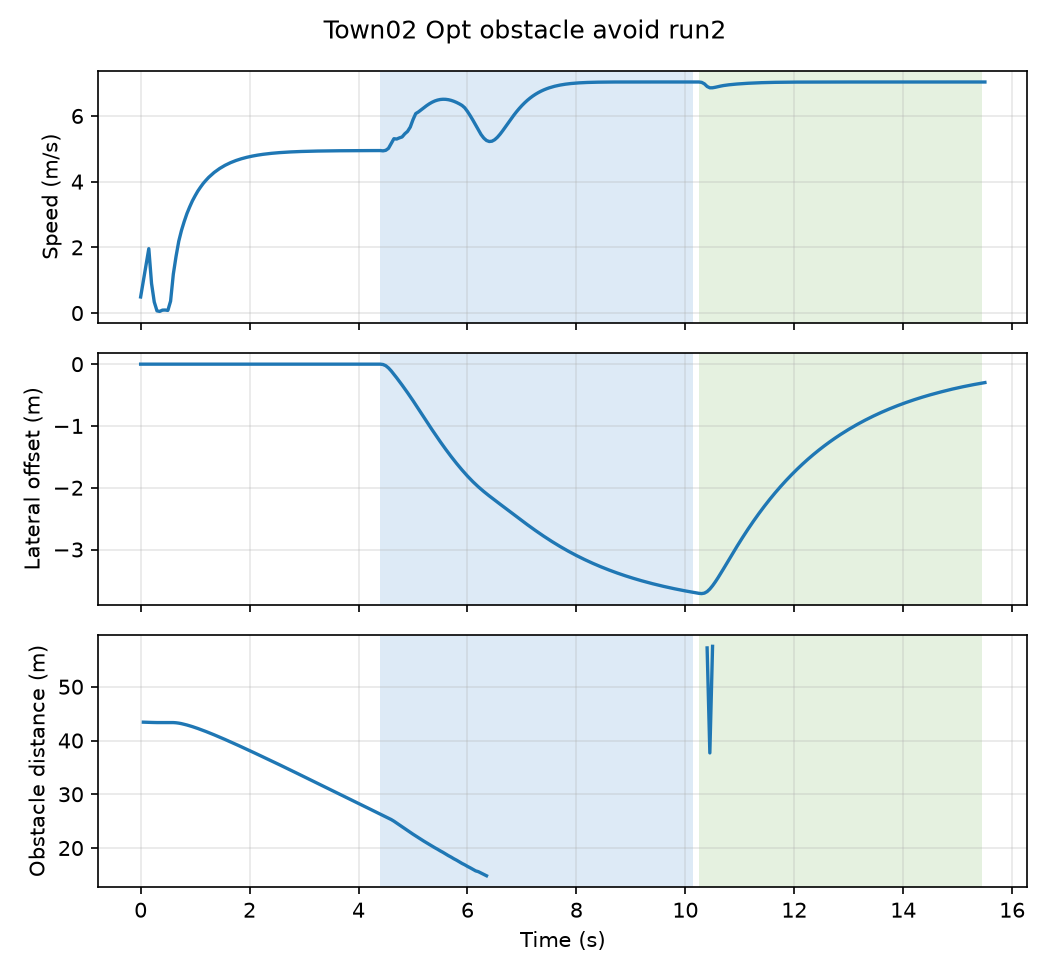 Town02 Opt obstacle avoid run2
Speed (m/s)
6
4
2
0
Lateral offset (m)
0
−1
−2
−3
Obstacle distance (m)
50
40
30
20
0 2 4 6 8 10 12 14 16
Time (s)